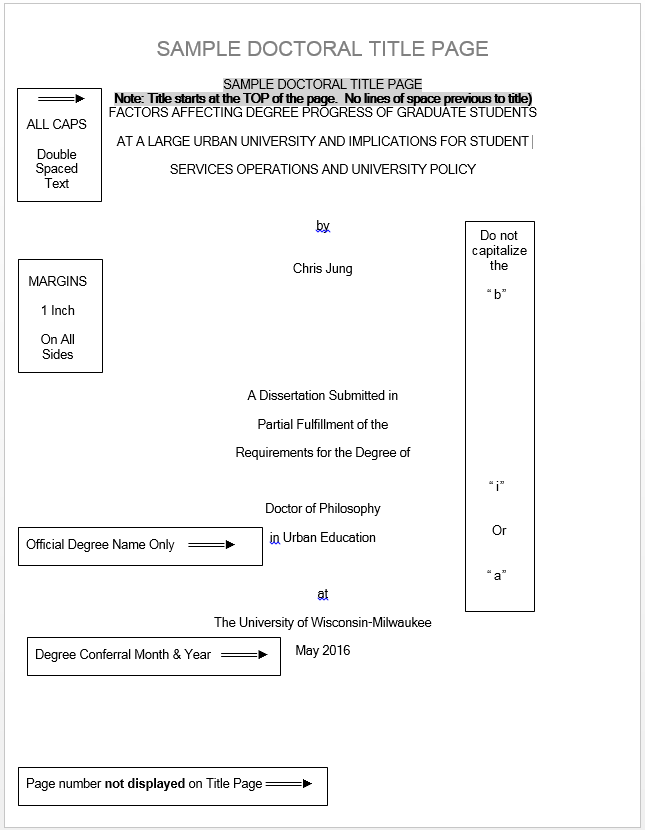 SAMPLE DOCTORAL TITLE PAGE
SAMPLE DOCTORAL TITLE PAGE
Note: Title starts at the TOP of the page. No lines of space previous to title)
FACTORS AFFECTING DEGREE PROGRESS OF GRADUATE STUDENTS
AT A LARGE URBAN UNIVERSITY AND IMPLICATIONS FOR STUDENT
SERVICES OPERATIONS AND UNIVERSITY POLICY
ALL CAPS
Double
Spaced
Text
by
Chris Jung
Do not
capitalize
the
“b”
MARGINS
1 Inch
On All
Sides
A Dissertation Submitted in
Partial Fulfillment of the
Requirements for the Degree of
“i”
Or
“a”
Doctor of Philosophy
in Urban Education
Official Degree Name Only
at
The University of Wisconsin-Milwaukee
May 2016
Degree Conferral Month & Year
Page number not displayed on Title Page